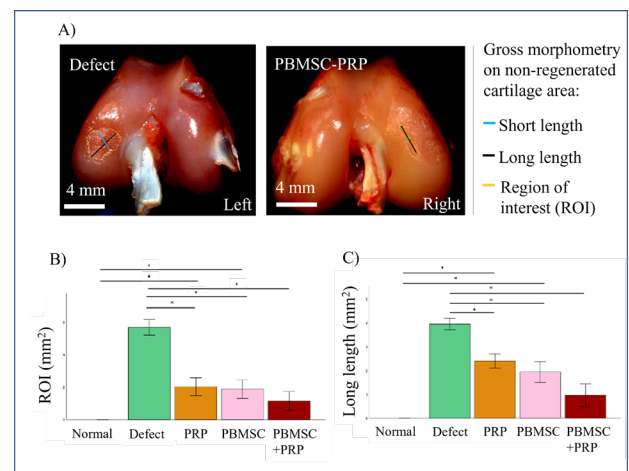 A)
Defect
4 mm
Left
PBMSC-PRP
4 mm
Right
Gross morphometry
on non-regenerated
cartilage area:
Short length
Long length
Region of
interest (ROI)
B)
ROI (mm²)
Normal
Defect
PRP
PBMSC
PBMSC
+PRP
C)
Long length (mm²)
Normal
Defect
PRP
PBMSC
PBMSC
+PRP